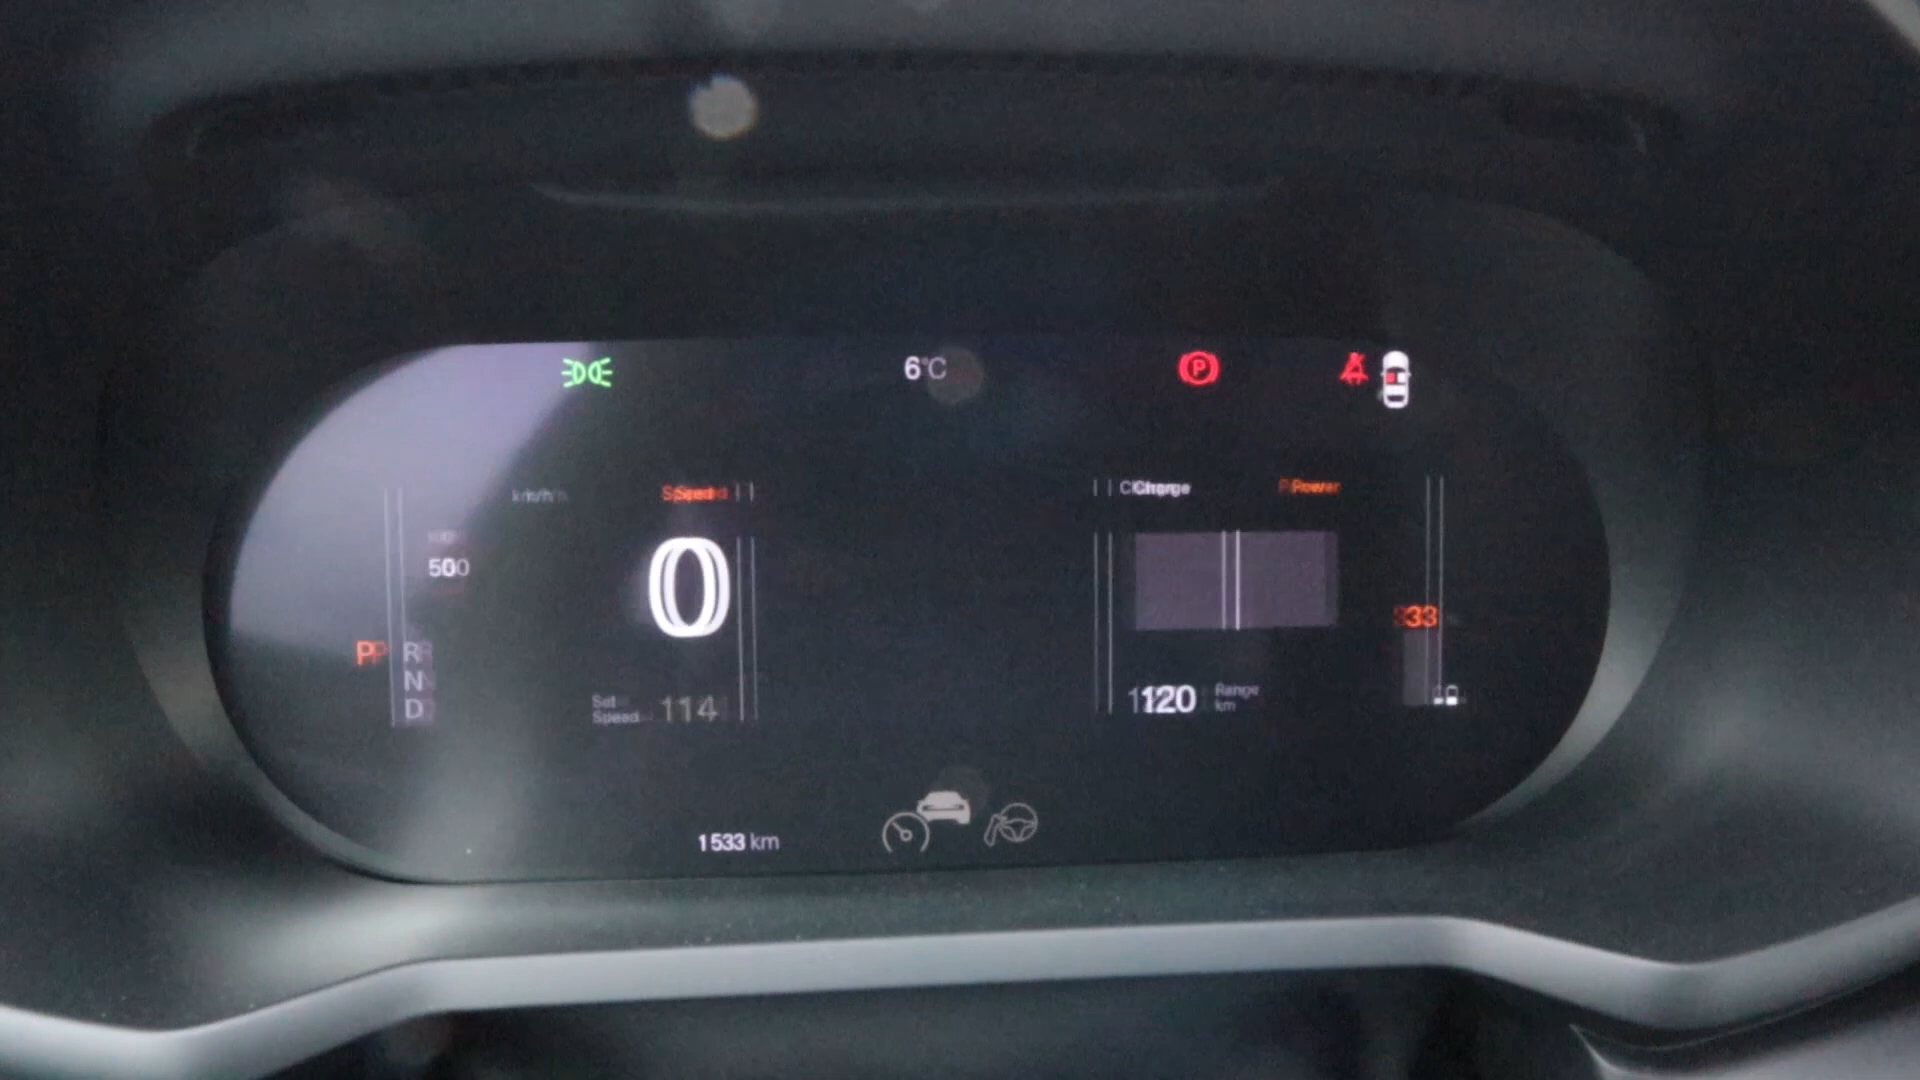 6°C
P
km/h
Speed
Charge
Power
500
0
33
P
R
N
D
Set
Speed
114
120
Range
km
1533 km